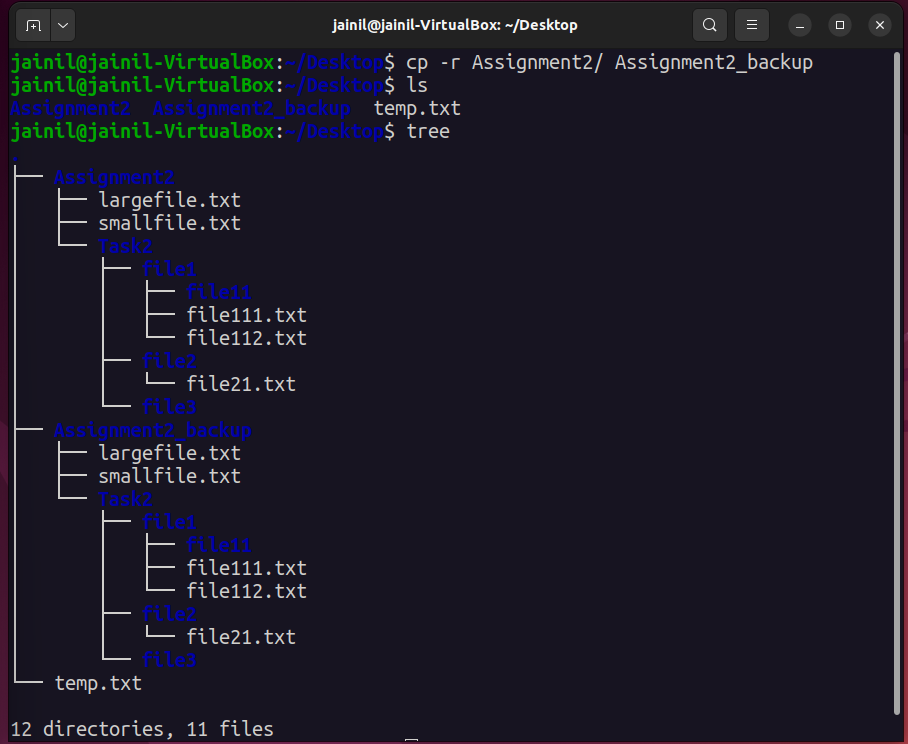 jainil@jainil-VirtualBox: ~/Desktop
jainil@jainil-VirtualBox:~/Desktop$ cp -r Assignment2/ Assignment2_backup
jainil@jainil-VirtualBox:~/Desktop$ ls
Assignment2  Assignment2_backup  temp.txt
jainil@jainil-VirtualBox:~/Desktop$ tree
.
├── Assignment2
│   ├── largefile.txt
│   ├── smallfile.txt
│   └── Task2
│       ├── file1
│       │   ├── file11
│       │   ├── file111.txt
│       │   └── file112.txt
│       ├── file2
│       │   └── file21.txt
│       └── file3
├── Assignment2_backup
│   ├── largefile.txt
│   ├── smallfile.txt
│   └── Task2
│       ├── file1
│       │   ├── file11
│       │   ├── file111.txt
│       │   └── file112.txt
│       ├── file2
│       │   └── file21.txt
│       └── file3
└── temp.txt
12 directories, 11 files